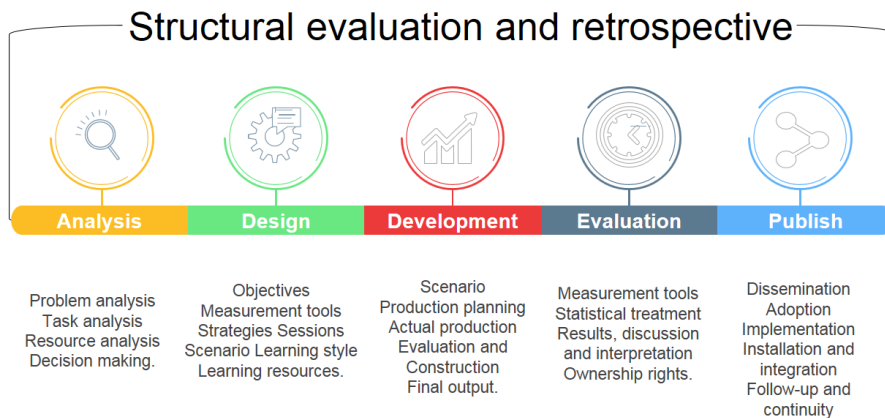 Structural evaluation and retrospective
Analysis
Design
Development
Evaluation
Publish
Problem analysis
Task analysis
Resource analysis
Decision making.
Objectives
Measurement tools
Strategies Sessions
Scenario Learning style
Learning resources.
Scenario
Production planning
Actual production
Evaluation and
Construction
Final output.
Measurement tools
Statistical treatment
Results, discussion
and interpretation
Ownership rights.
Dissemination
Adoption
Implementation
Installation and
integration
Follow-up and
continuity